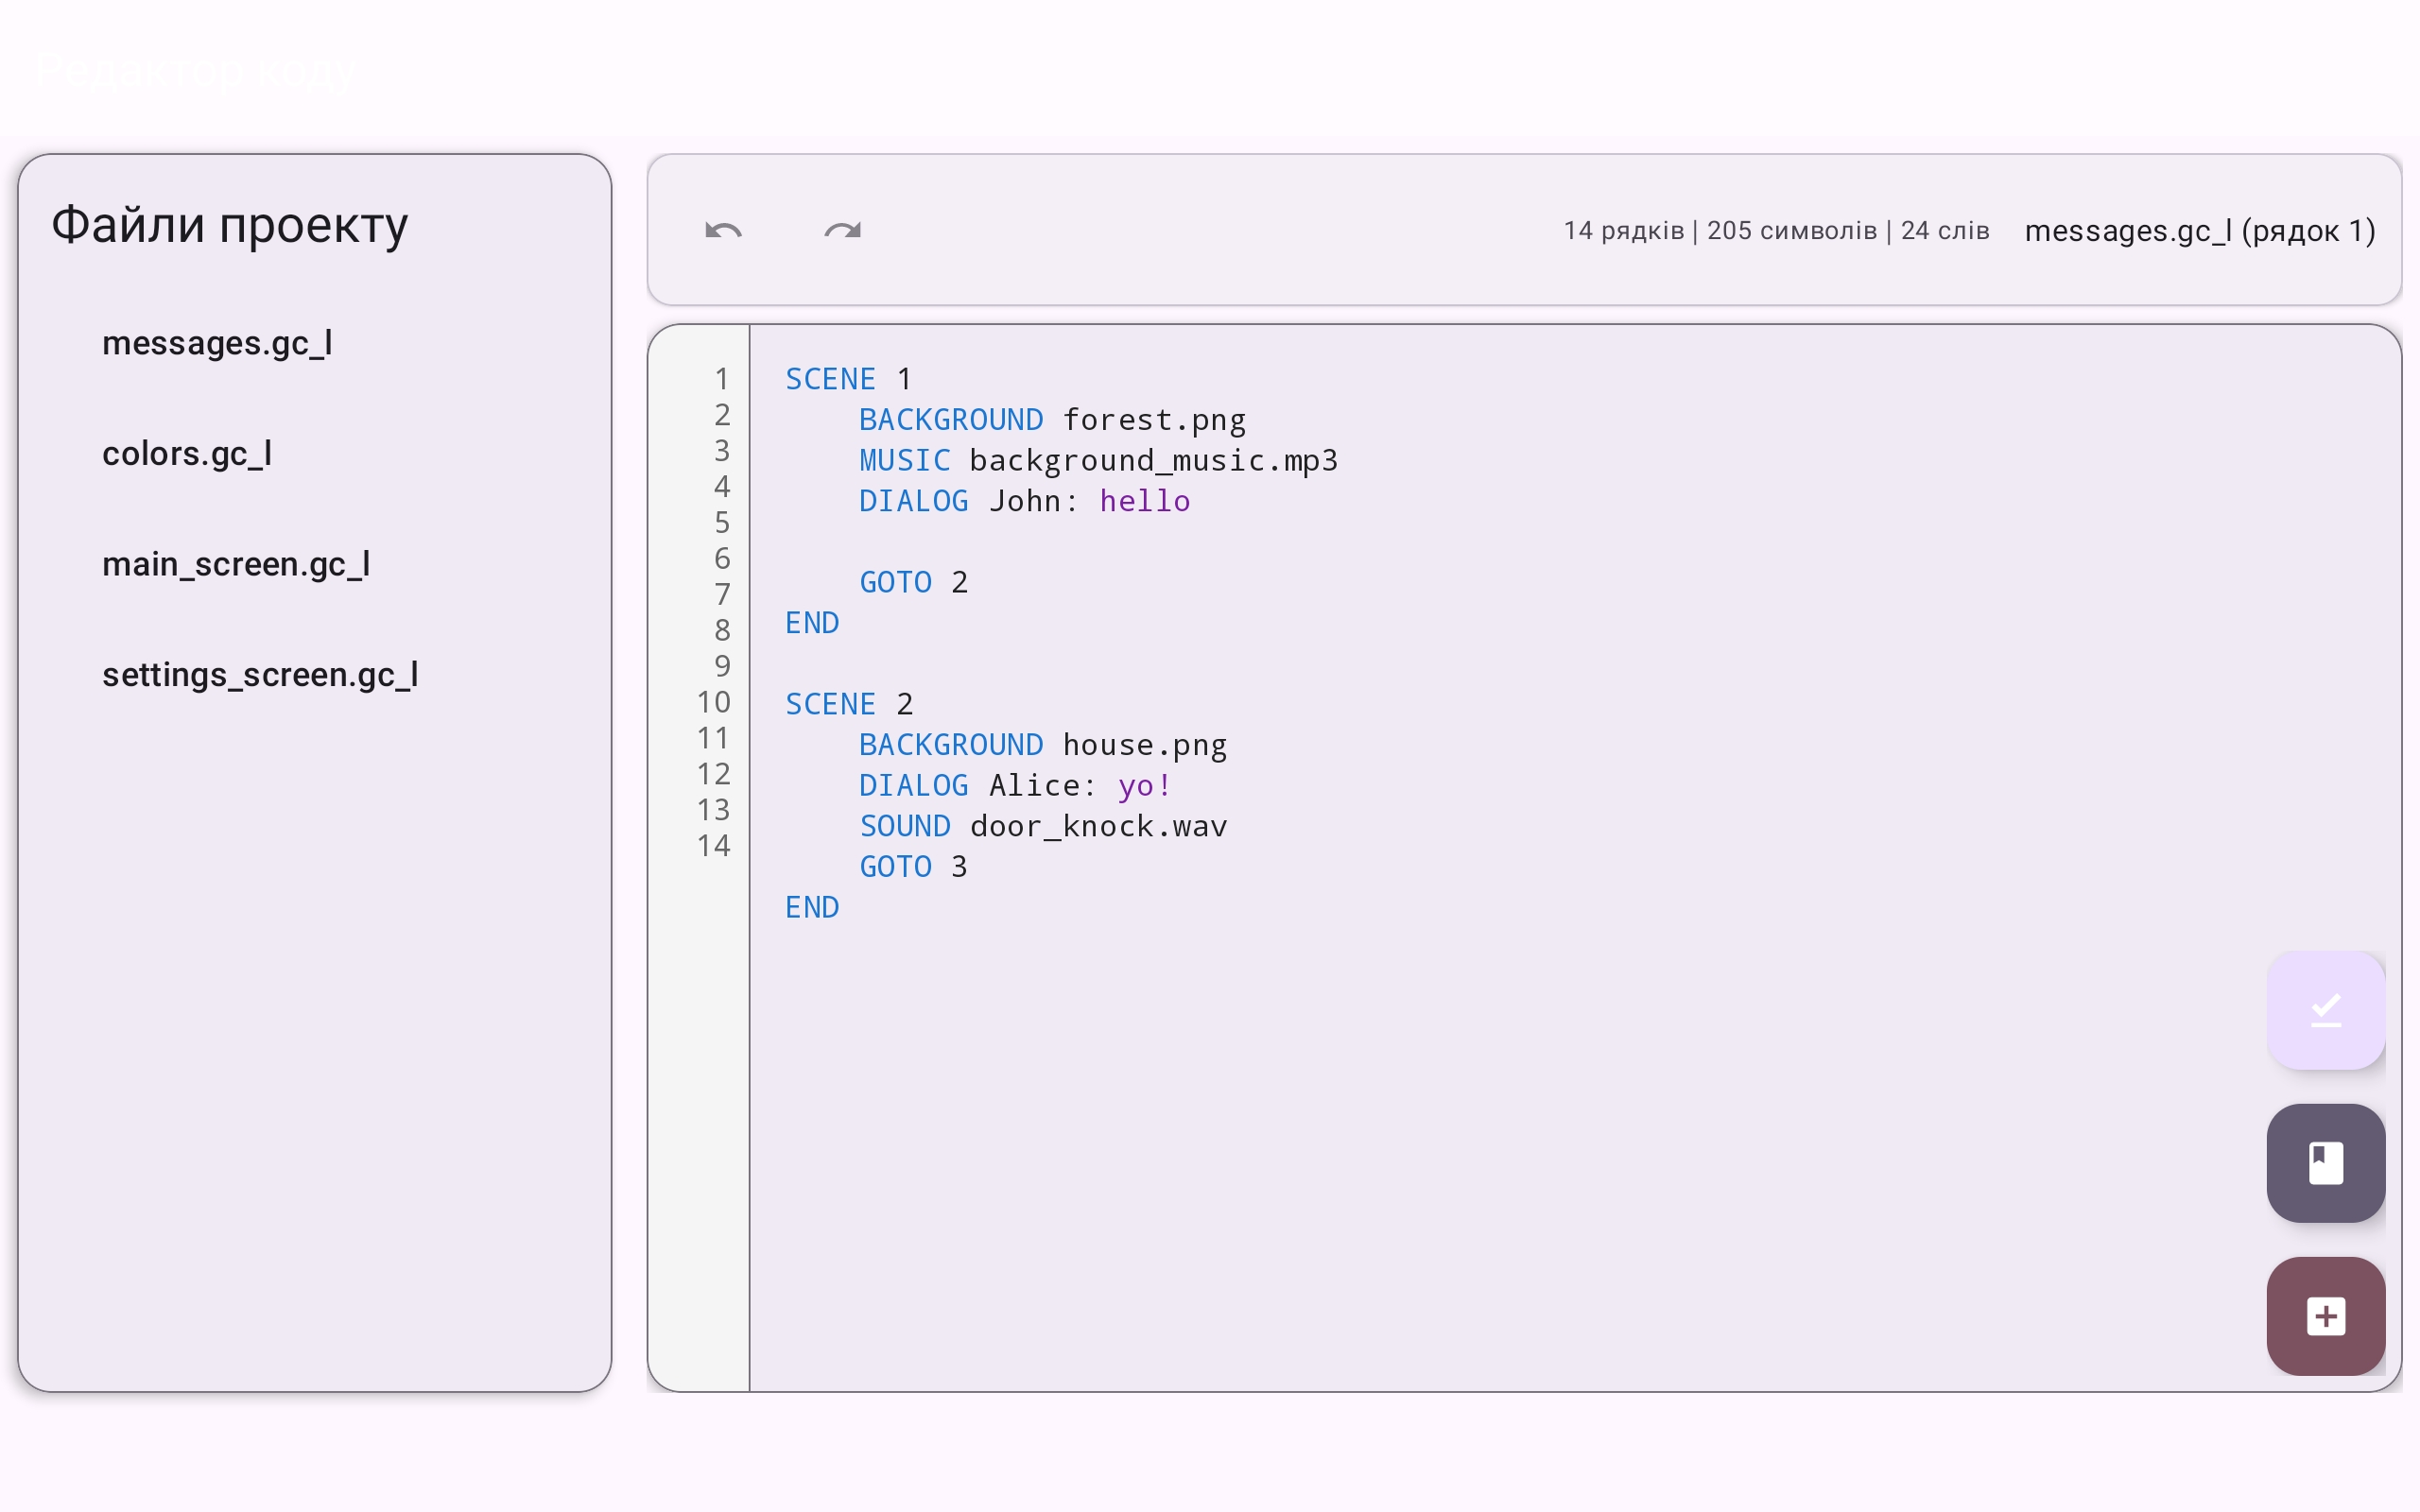 Редактор коду
Файли проекту
messages.gc_l
colors.gc_l
main_screen.gc_l
settings_screen.gc_l
14 рядків | 205 символів | 24 слів messages.gc_l (рядок 1)
1 SCENE 1
2 BACKGROUND forest.png
3 MUSIC background_music.mp3
4 DIALOG John: hello
5
6 GOTO 2
7 END
8
9 SCENE 2
10 BACKGROUND house.png
11 DIALOG Alice: yo!
12 SOUND door_knock.wav
13 GOTO 3
14 END